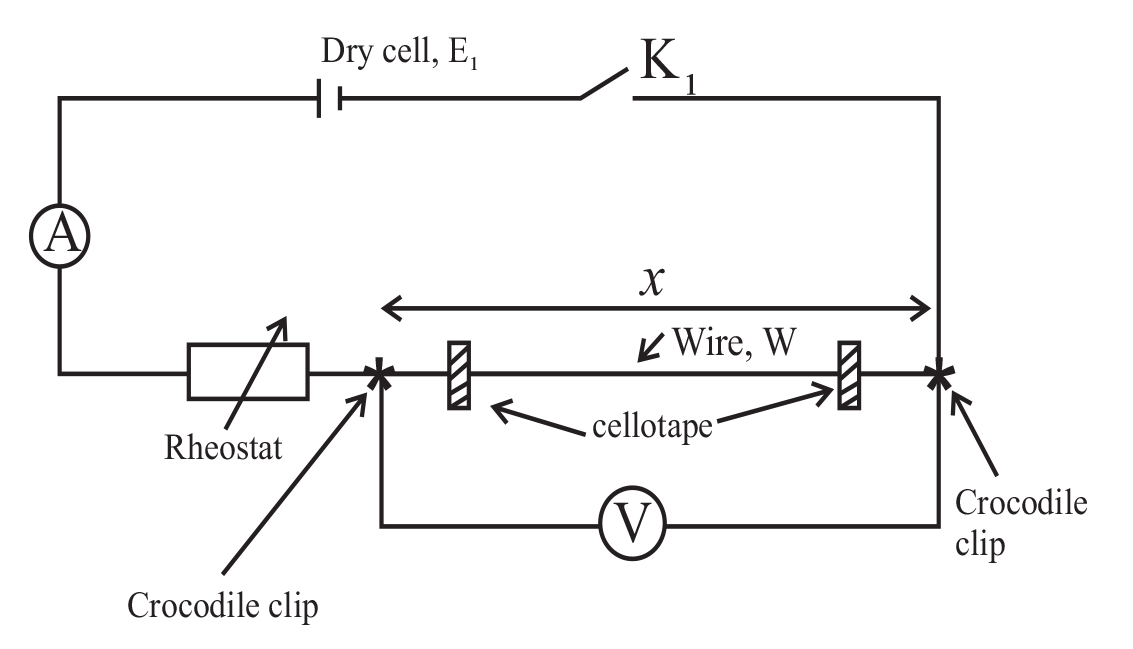 Dry cell, E₁
K₁
A
x
Wire, W
cellotape
Rheostat
V
Crocodile
clip
Crocodile clip